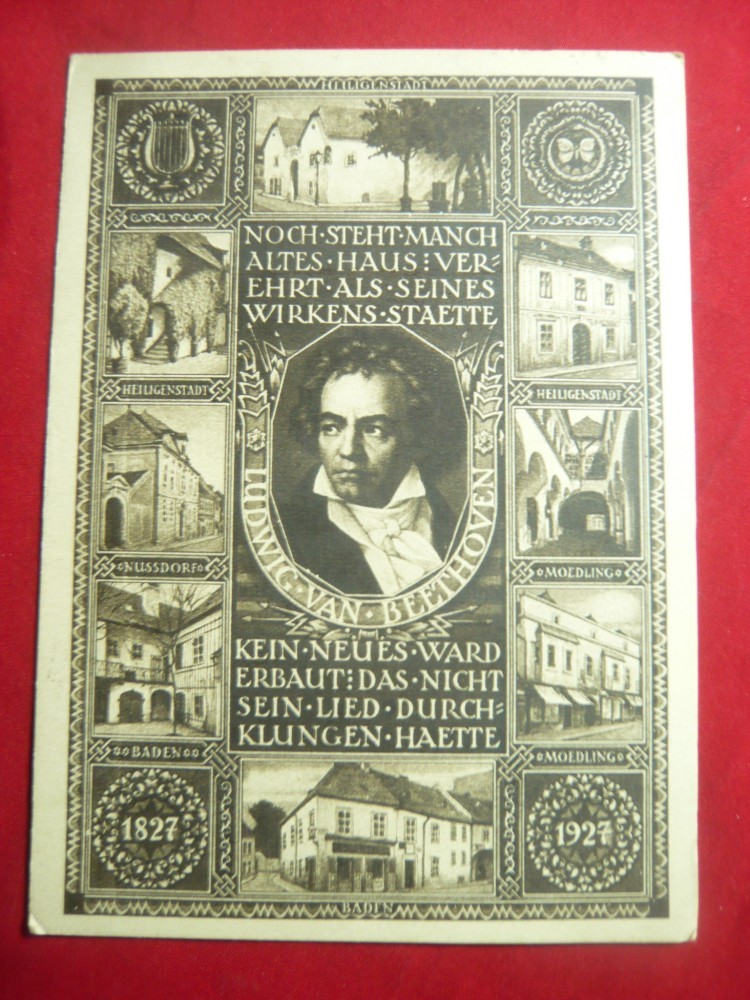 HEILIGENSTADT
NOCH·STEHT·MANCH
ALTES·HAUS:VER-
EHRT·ALS·SEINES
WIRKENS·STAETTE
HEILIGENSTADT
HEILIGENSTADT
LUDWIG·VAN·BEETHOVEN
NUSSDORF
MOEDLING
KEIN·NEUES·WARD
ERBAUT:DAS·NICHT
SEIN·LIED·DURCH-
KLUNGEN·HAETTE
BADEN
MOEDLING
1827
1927
BADEN